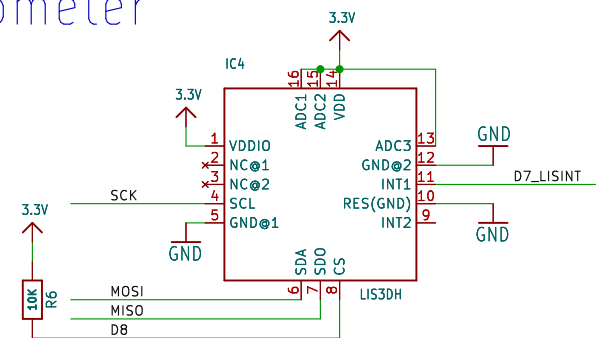 ometer
3.3V
IC4
16 15 14
ADC1 ADC2 VDD
3.3V
1 VDDIO
2 NC@1
3 NC@2
SCK 4 SCL
5 GND@1
GND
ADC3 13
GND@2 12
GND
INT1 11 D7_LISINT
RES(GND) 10
INT2 9
GND
SDA SDO CS
6 7 8
LIS3DH
3.3V
10K R6
MOSI
MISO
D8